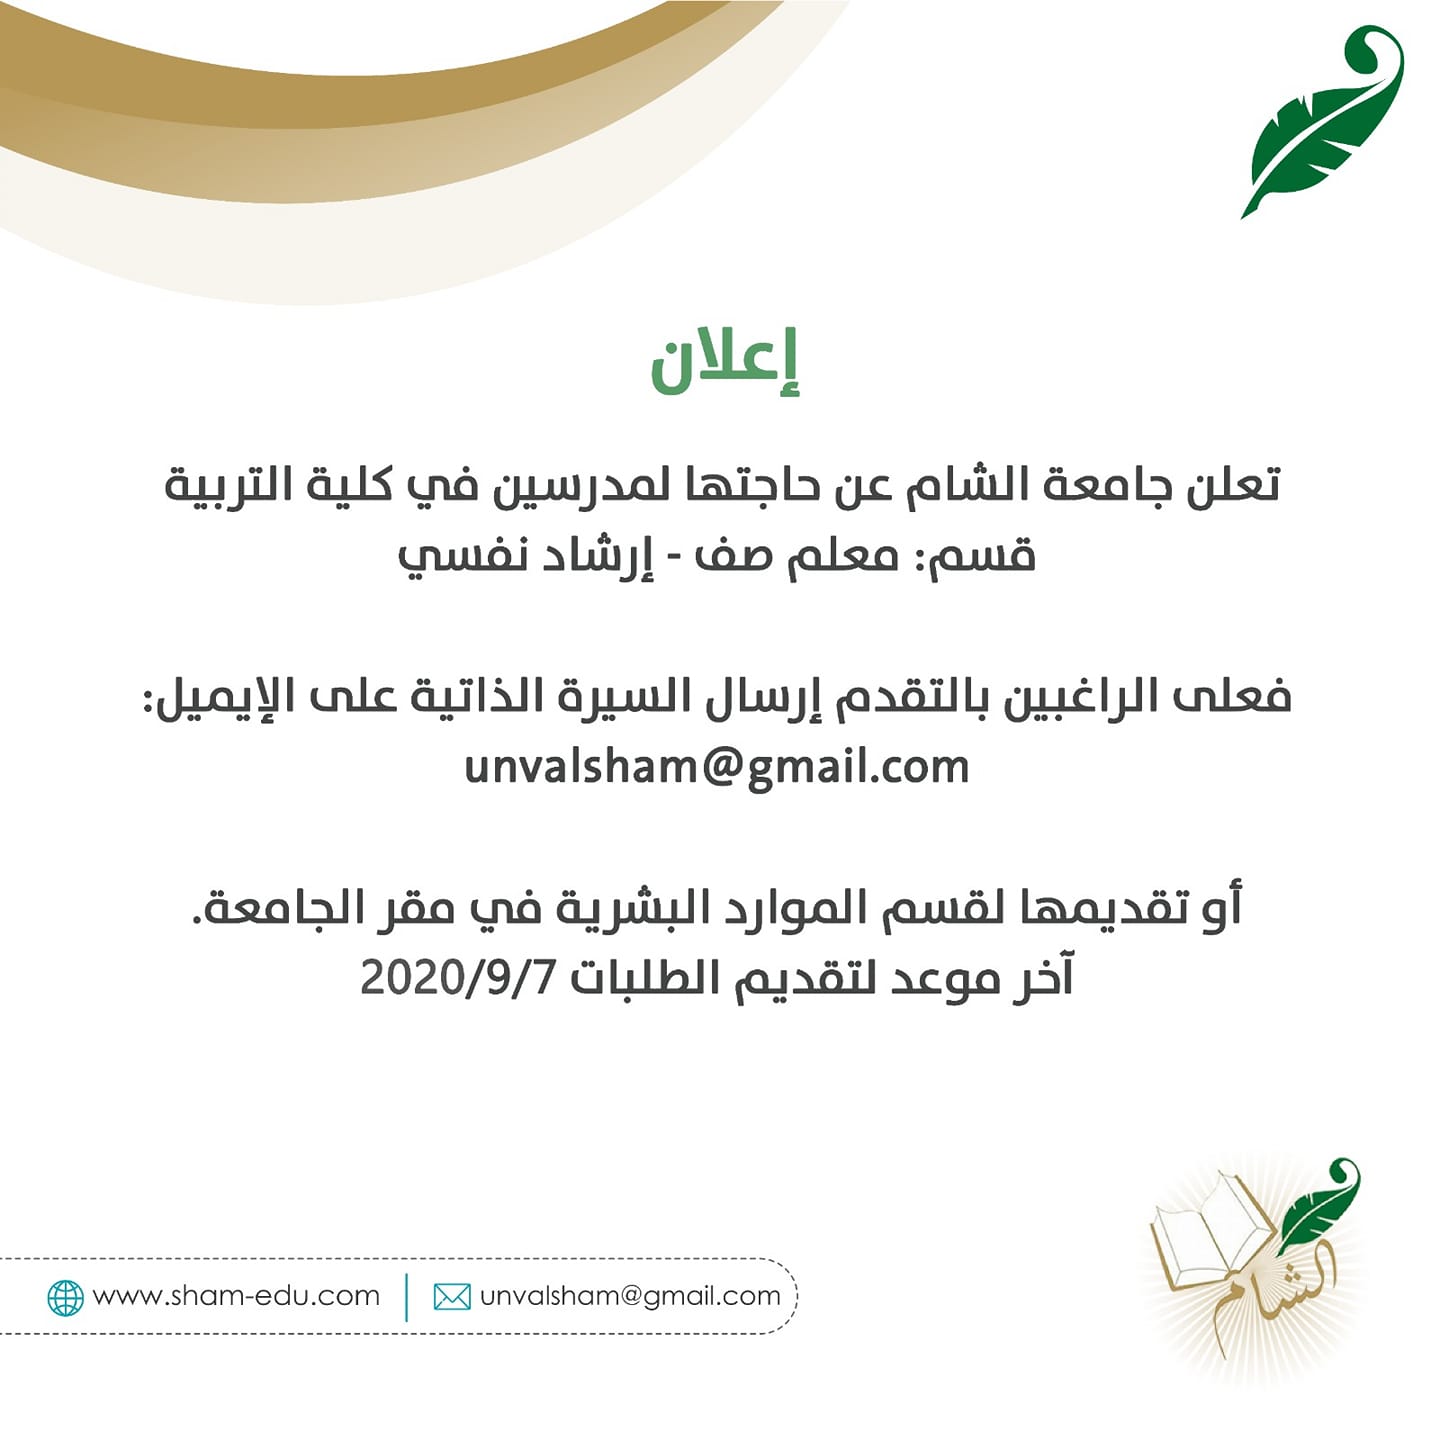 إعلان
تعلن جامعة الشام عن حاجتها لمدرسين في كلية التربية
قسم: معلم صف - إرشاد نفسي
فعلى الراغبين بالتقدم إرسال السيرة الذاتية على الإيميل:
unvalsham@gmail.com
أو تقديمها لقسم الموارد البشرية في مقر الجامعة.
آخر موعد لتقديم الطلبات 2020/9/7
الشام
www.sham-edu.com | unvalsham@gmail.com